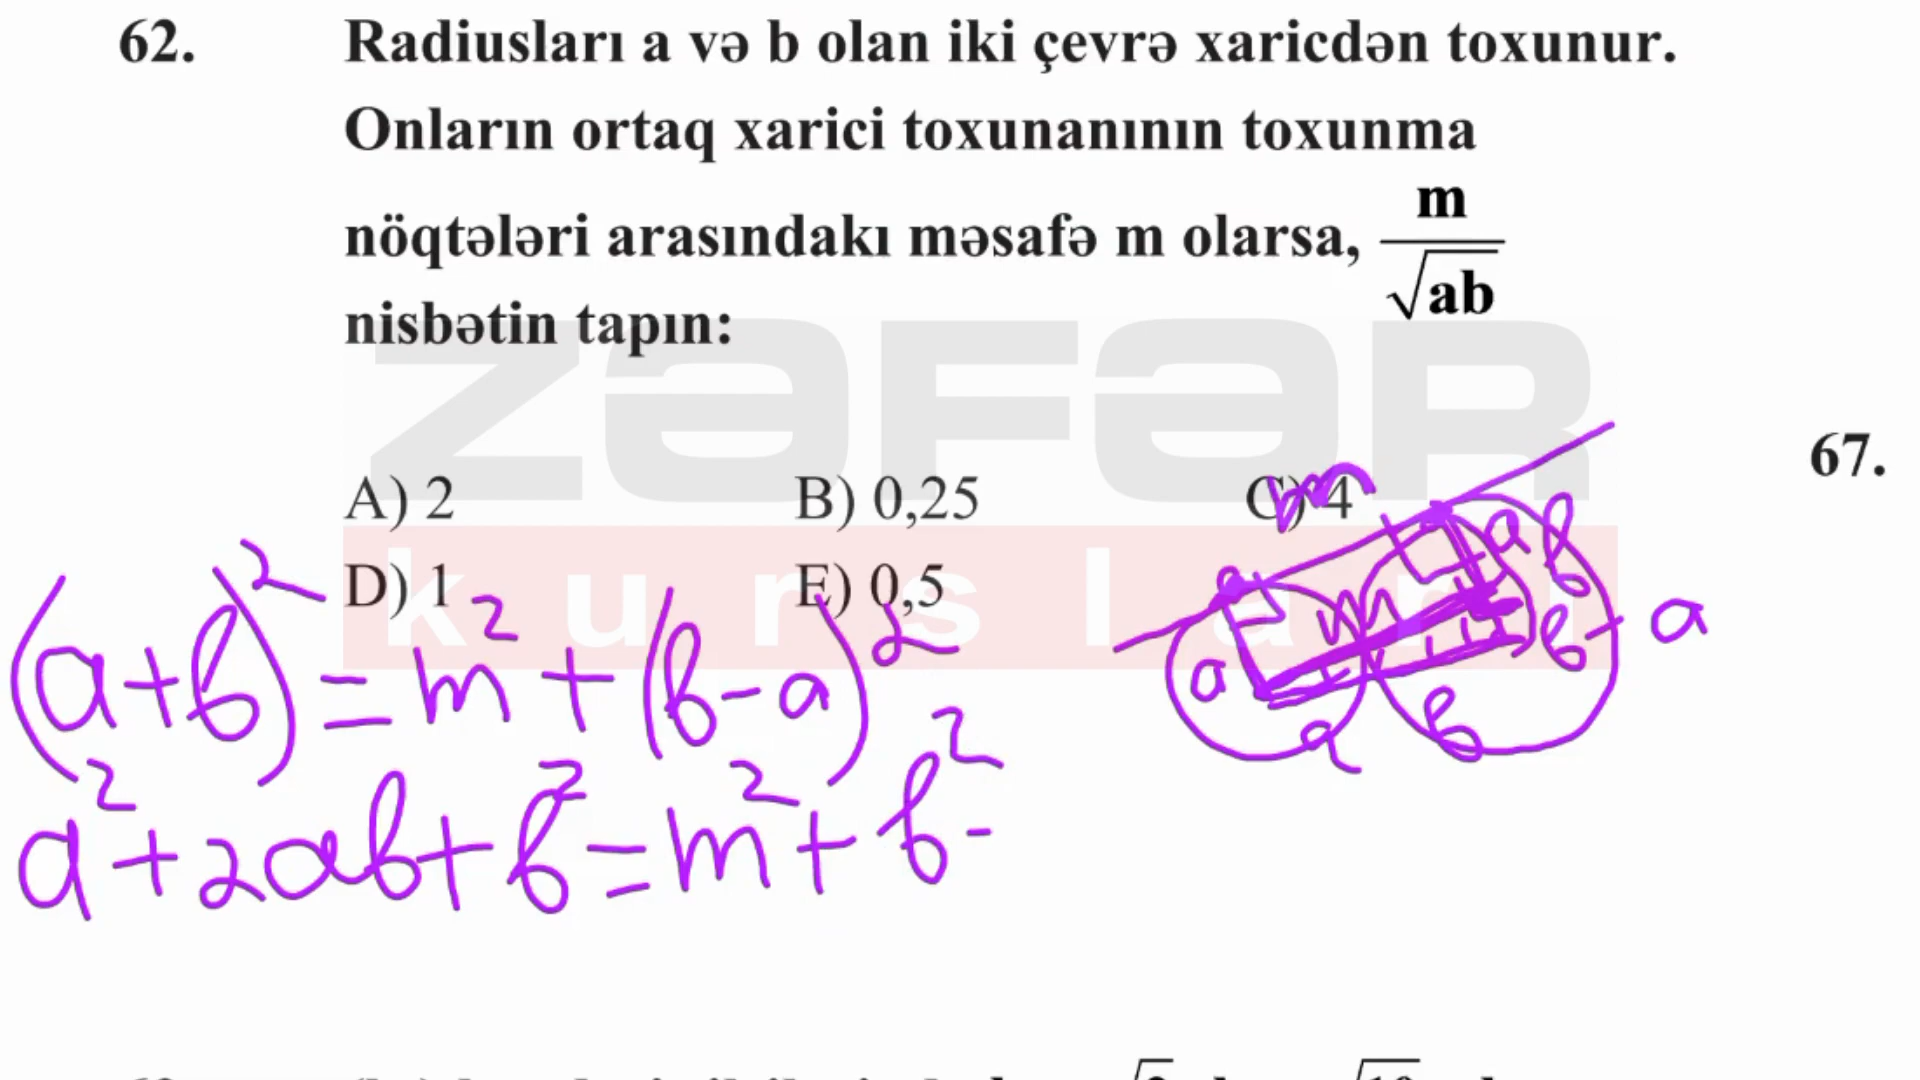 62. Radiusları a və b olan iki çevrə xaricdən toxunur.
Onların ortaq xarici toxunanının toxunma
nöqtələri arasındakı məsafə m olarsa, m/√ab
nisbətin tapın:
ZƏFƏR
kursları
67.
A) 2 B) 0,25 C) 4
D) 1 E) 0,5
m
a b
a m b - a
a b
(a+b)² = m² + (b-a)²
a² + 2ab + b² = m² + b² -